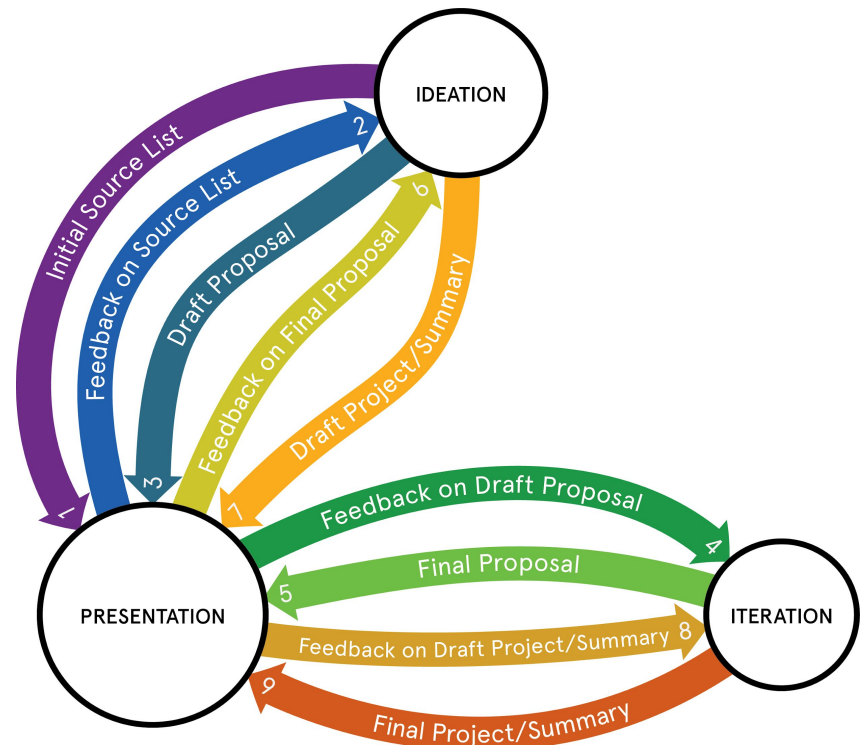 IDEATION
Initial Source List
1
Feedback on Source List
2
Draft Proposal
3
Feedback on Final Proposal
6
Draft Project/Summary
7
Feedback on Draft Proposal
4
Final Proposal
5
PRESENTATION
ITERATION
Feedback on Draft Project/Summary
8
Final Project/Summary
9